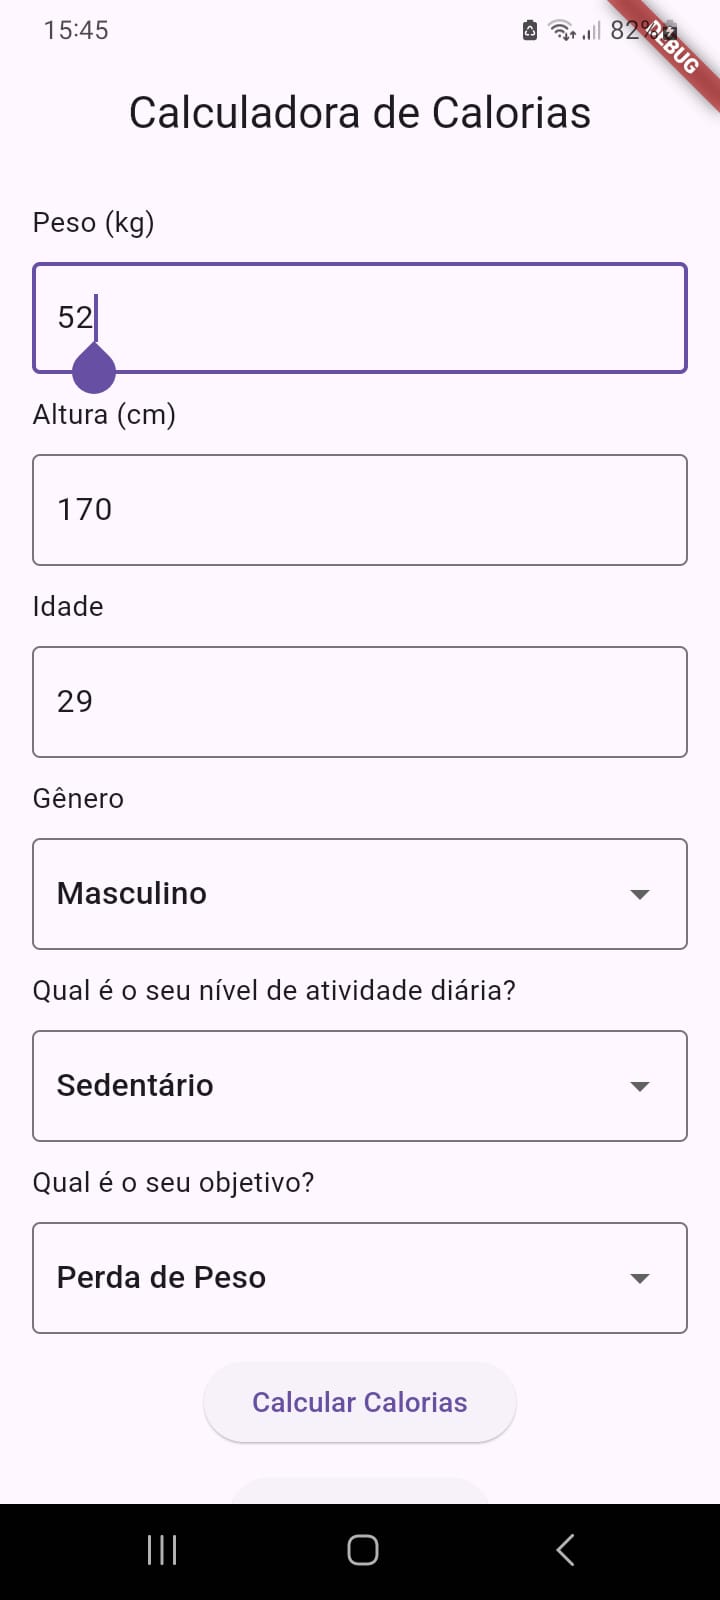 15:45
82%
DEBUG
Calculadora de Calorias
Peso (kg)
52
Altura (cm)
170
Idade
29
Gênero
Masculino
Qual é o seu nível de atividade diária?
Sedentário
Qual é o seu objetivo?
Perda de Peso
Calcular Calorias